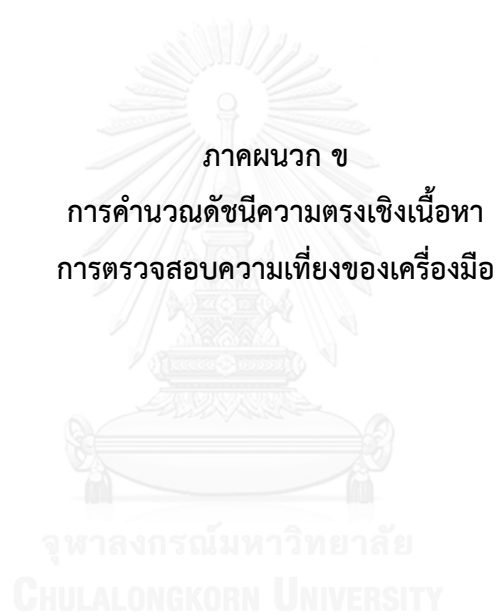 ภาคผนวก ข
การคำนวณดัชนีความตรงเชิงเนื้อหา
การตรวจสอบความเที่ยงของเครื่องมือ
จุฬาลงกรณ์มหาวิทยาลัย
CHULALONGKORN UNIVERSITY